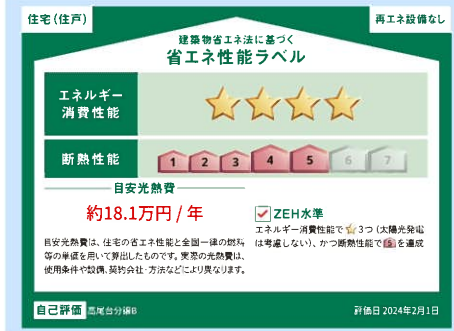 住宅(住戸)
再エネ設備なし
建築物省エネ法に基づく
省エネ性能ラベル
エネルギー
消費性能
断熱性能
1 2 3 4 5 6 7
目安光熱費
約18.1万円 / 年
目安光熱費は、住宅の省エネ性能と全国一律の燃料
等の単価を用いて算出したものです。実際の光熱費は、
使用条件や設備、契約会社・方法などにより異なります。
ZEH水準
エネルギー消費性能で 3つ(太陽光発電
は考慮しない)、かつ断熱性能で 5 を達成
自己評価 高尾台分譲B
評価日 2024年2月1日